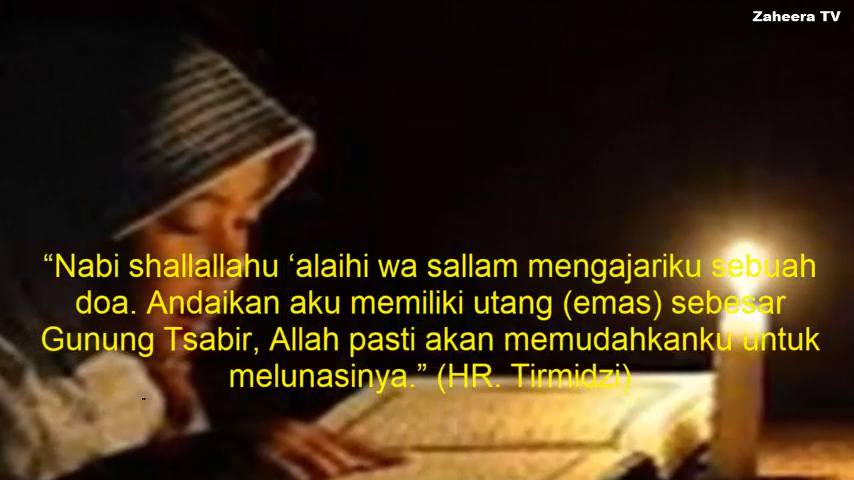 Zaheera TV
“Nabi shallallahu ‘alaihi wa sallam mengajariku sebuah
doa. Andaikan aku memiliki utang (emas) sebesar
Gunung Tsabir, Allah pasti akan memudahkanku untuk
melunasinya.” (HR. Tirmidzi)